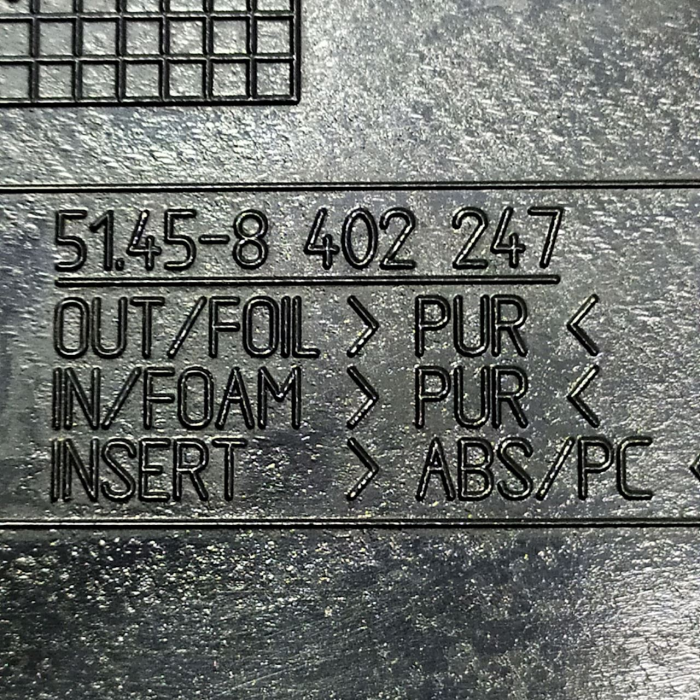 51.45-8 402 247
OUT/FOIL > PUR <
IN/FOAM > PUR <
INSERT > ABS/PC <